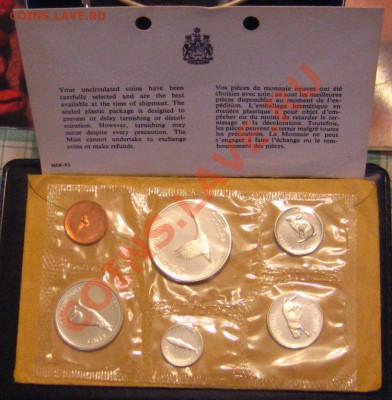 COINS.LAVE.RU
Your uncirculated coins have been
carefully selected and are the best
available at the time of shipment. The
sealed plastic package is designed to
prevent or delay tarnishing or discol-
ouration. However, tarnishing may
occur despite every precaution. The
Mint cannot undertake to exchange
coins or make refunds.
Vos pièces de monnaie neuves ont été
choisies avec soin; ce sont les meilleures
pièces disponibles au moment de l'ex-
pédition. L'emballage hermétique en
matière plastique a pour objet d'em-
pêcher ou du moins de retarder le ter-
nissage et la décoloration. Toutefois,
les pièces peuvent se ternir malgré toutes
les précautions. La Monnaie ne peut
s'engager à faire l'échange ou le rem-
boursement des pièces.
COINS.LAVE.RU